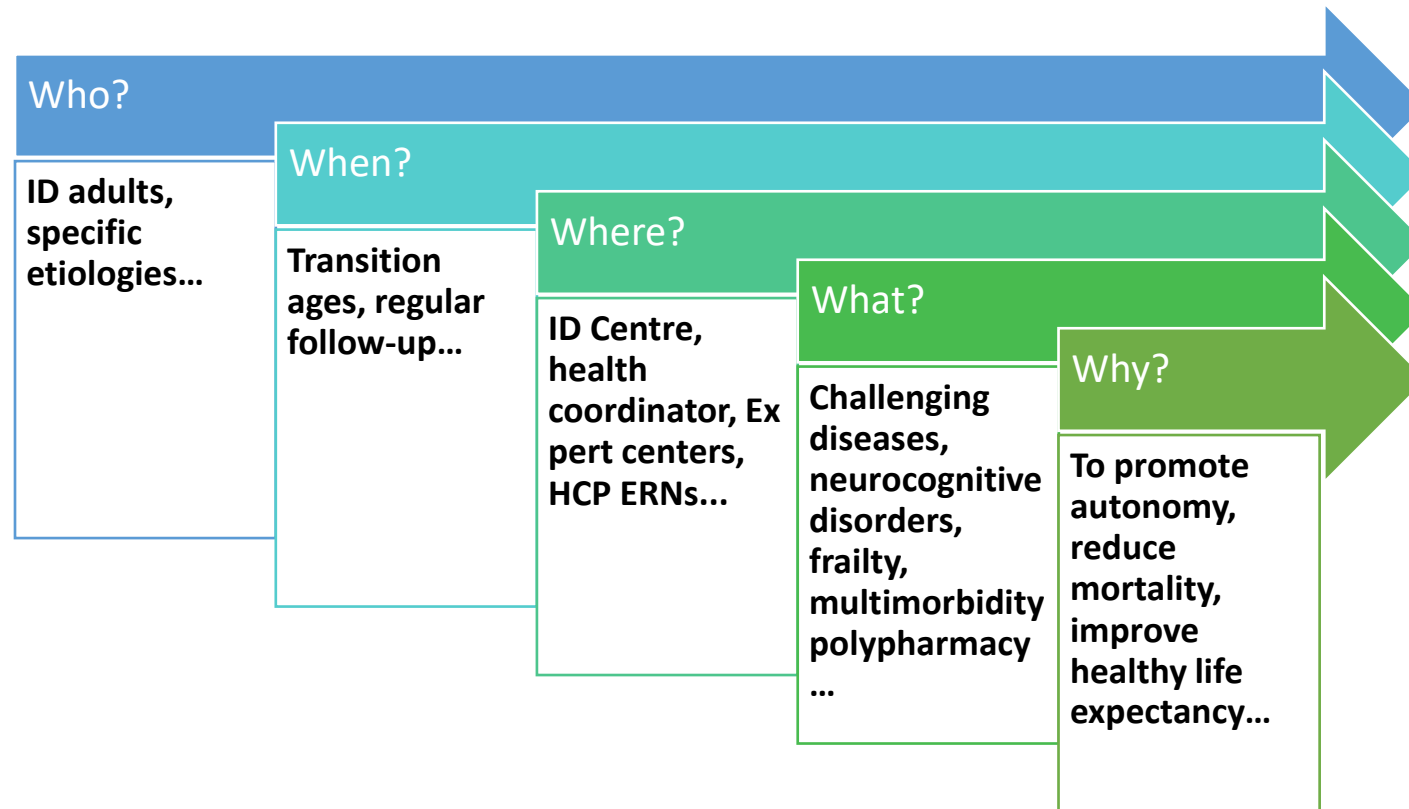 Who?
ID adults,
specific
etiologies...
When?
Transition
ages, regular
follow-up...
Where?
ID Centre,
health
coordinator, Ex
pert centers,
HCP ERNs...
What?
Challenging
diseases,
neurocognitive
disorders,
frailty,
multimorbidity
polypharmacy
...
Why?
To promote
autonomy,
reduce
mortality,
improve
healthy life
expectancy...